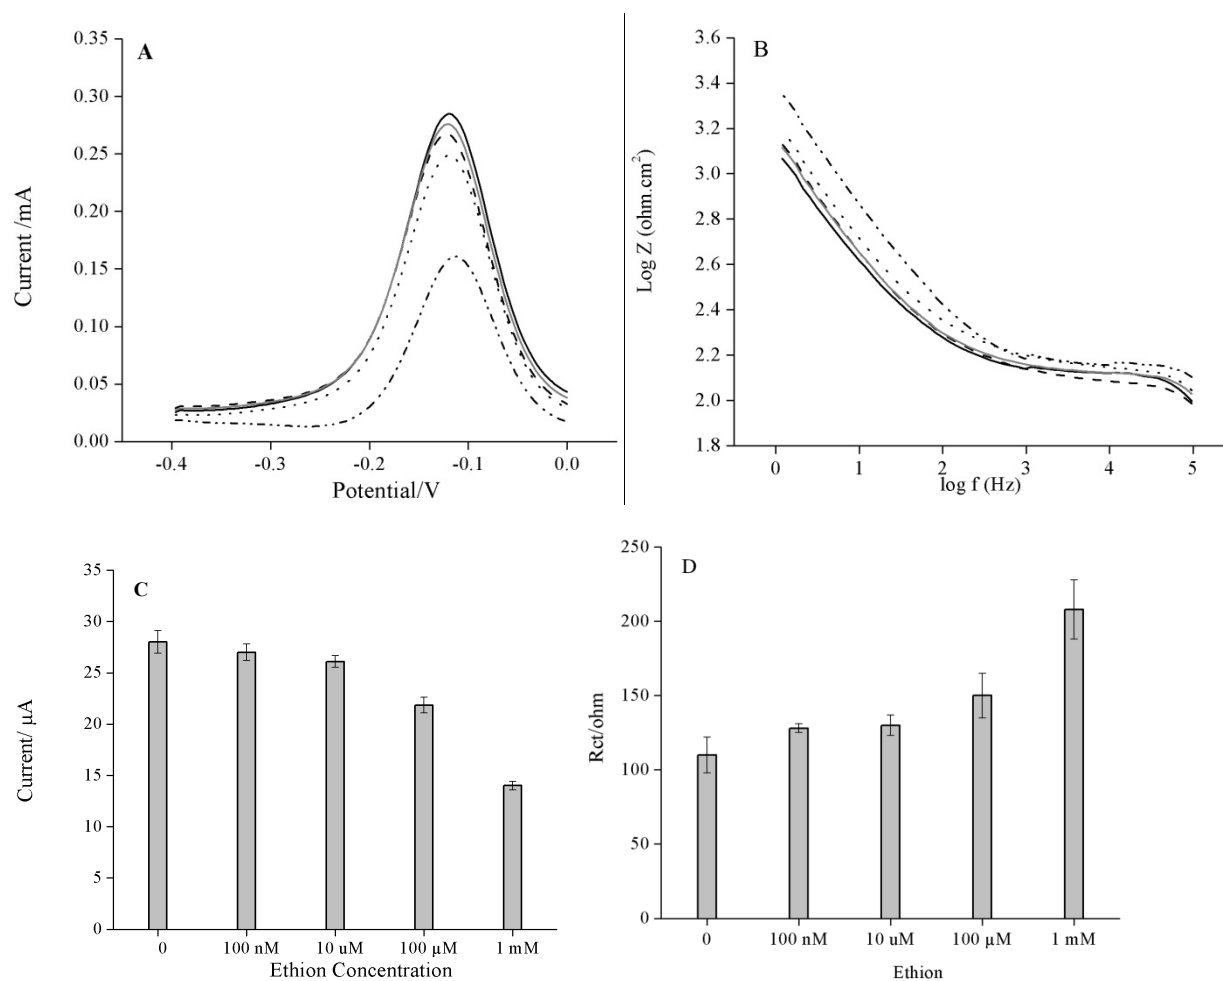 A
0.35
0.30
0.25
0.20
0.15
0.10
0.05
0.00
Current /mA
-0.4 -0.3 -0.2 -0.1 0.0
Potential/V
B
3.6
3.4
3.2
3.0
2.8
2.6
2.4
2.2
2.0
1.8
Log Z (ohm.cm²)
0 1 2 3 4 5
log f (Hz)
C
35
30
25
20
15
10
5
0
Current/ μA
0 100 nM 10 uM 100 μM 1 mM
Ethion Concentration
D
250
200
150
100
50
0
Rct/ohm
0 100 nM 10 uM 100 μM 1 mM
Ethion